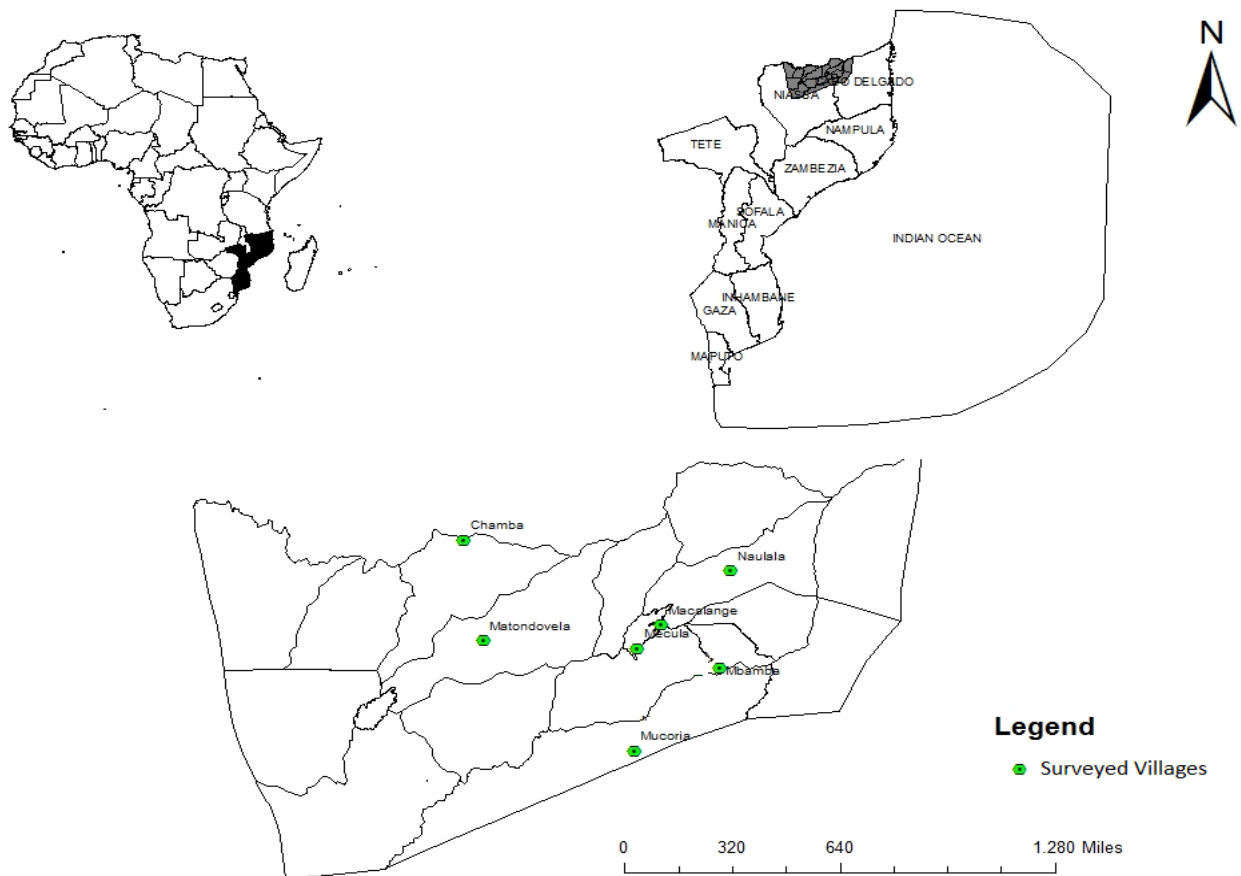 N
NIASSA
DELGADO
NAMPULA
TETE
ZAMBEZIA
SOFALA
MANICA
INDIAN OCEAN
INHAMBANE
GAZA
MAPUTO
Chamba
Naulala
Macalange
Matondovela
Mecula
Mbamba
Mucoria
Legend
Surveyed Villages
0 320 640 1.280 Miles